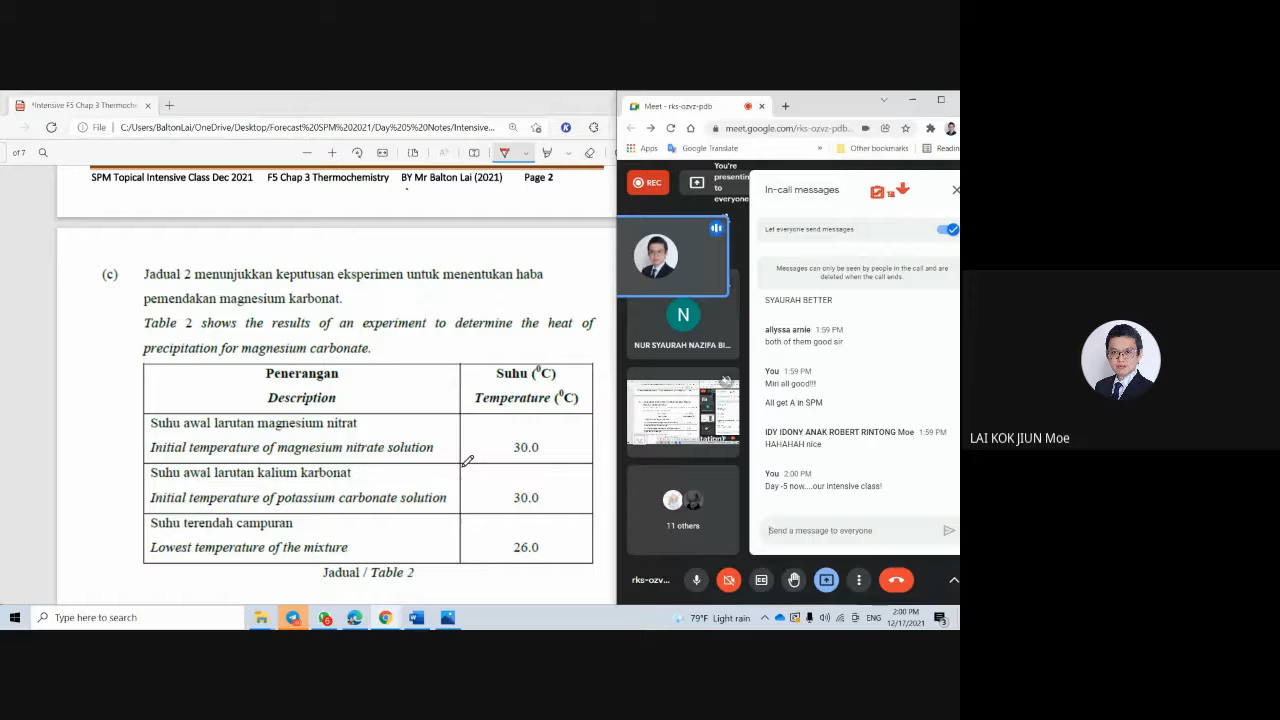 *Intensive F5 Chap 3 Thermoch
File C:/Users/BaltonLai/OneDrive/Desktop/Forecast%20SPM%202021/Day%205%20Notes/Intensive...
of 7
SPM Topical Intensive Class Dec 2021 F5 Chap 3 Thermochemistry BY Mr Balton Lai (2021) Page 2
(c) Jadual 2 menunjukkan keputusan eksperimen untuk menentukan haba
pemendakan magnesium karbonat.
Table 2 shows the results of an experiment to determine the heat of
precipitation for magnesium carbonate.
Penerangan Suhu (⁰C)
Description Temperature (⁰C)
Suhu awal larutan magnesium nitrat
Initial temperature of magnesium nitrate solution 30.0
Suhu awal larutan kalium karbonat
Initial temperature of potassium carbonate solution 30.0
Suhu terendah campuran
Lowest temperature of the mixture 26.0
Jadual / Table 2
Meet - rks-ozvz-pdb
meet.google.com/rks-ozvz-pdb...
Apps Google Translate » Other bookmarks Readin
REC
You're
presenting
to
everyone
N
NUR SYAURAH NAZIFA BI...
11 others
In-call messages
Let everyone send messages
Messages can only be seen by people in the call and are
deleted when the call ends.
SYAURAH BETTER
allyssa arnie 1:59 PM
both of them good sir
You 1:59 PM
Miri all good!!!
All get A in SPM
IDY IDONY ANAK ROBERT RINTONG Moe 1:59 PM
HAHAHAH nice
You 2:00 PM
Day -5 now....our intensive class!
Send a message to everyone
rks-ozv...
LAI KOK JIUN Moe
Type here to search
79°F Light rain
ENG
2:00 PM
12/17/2021